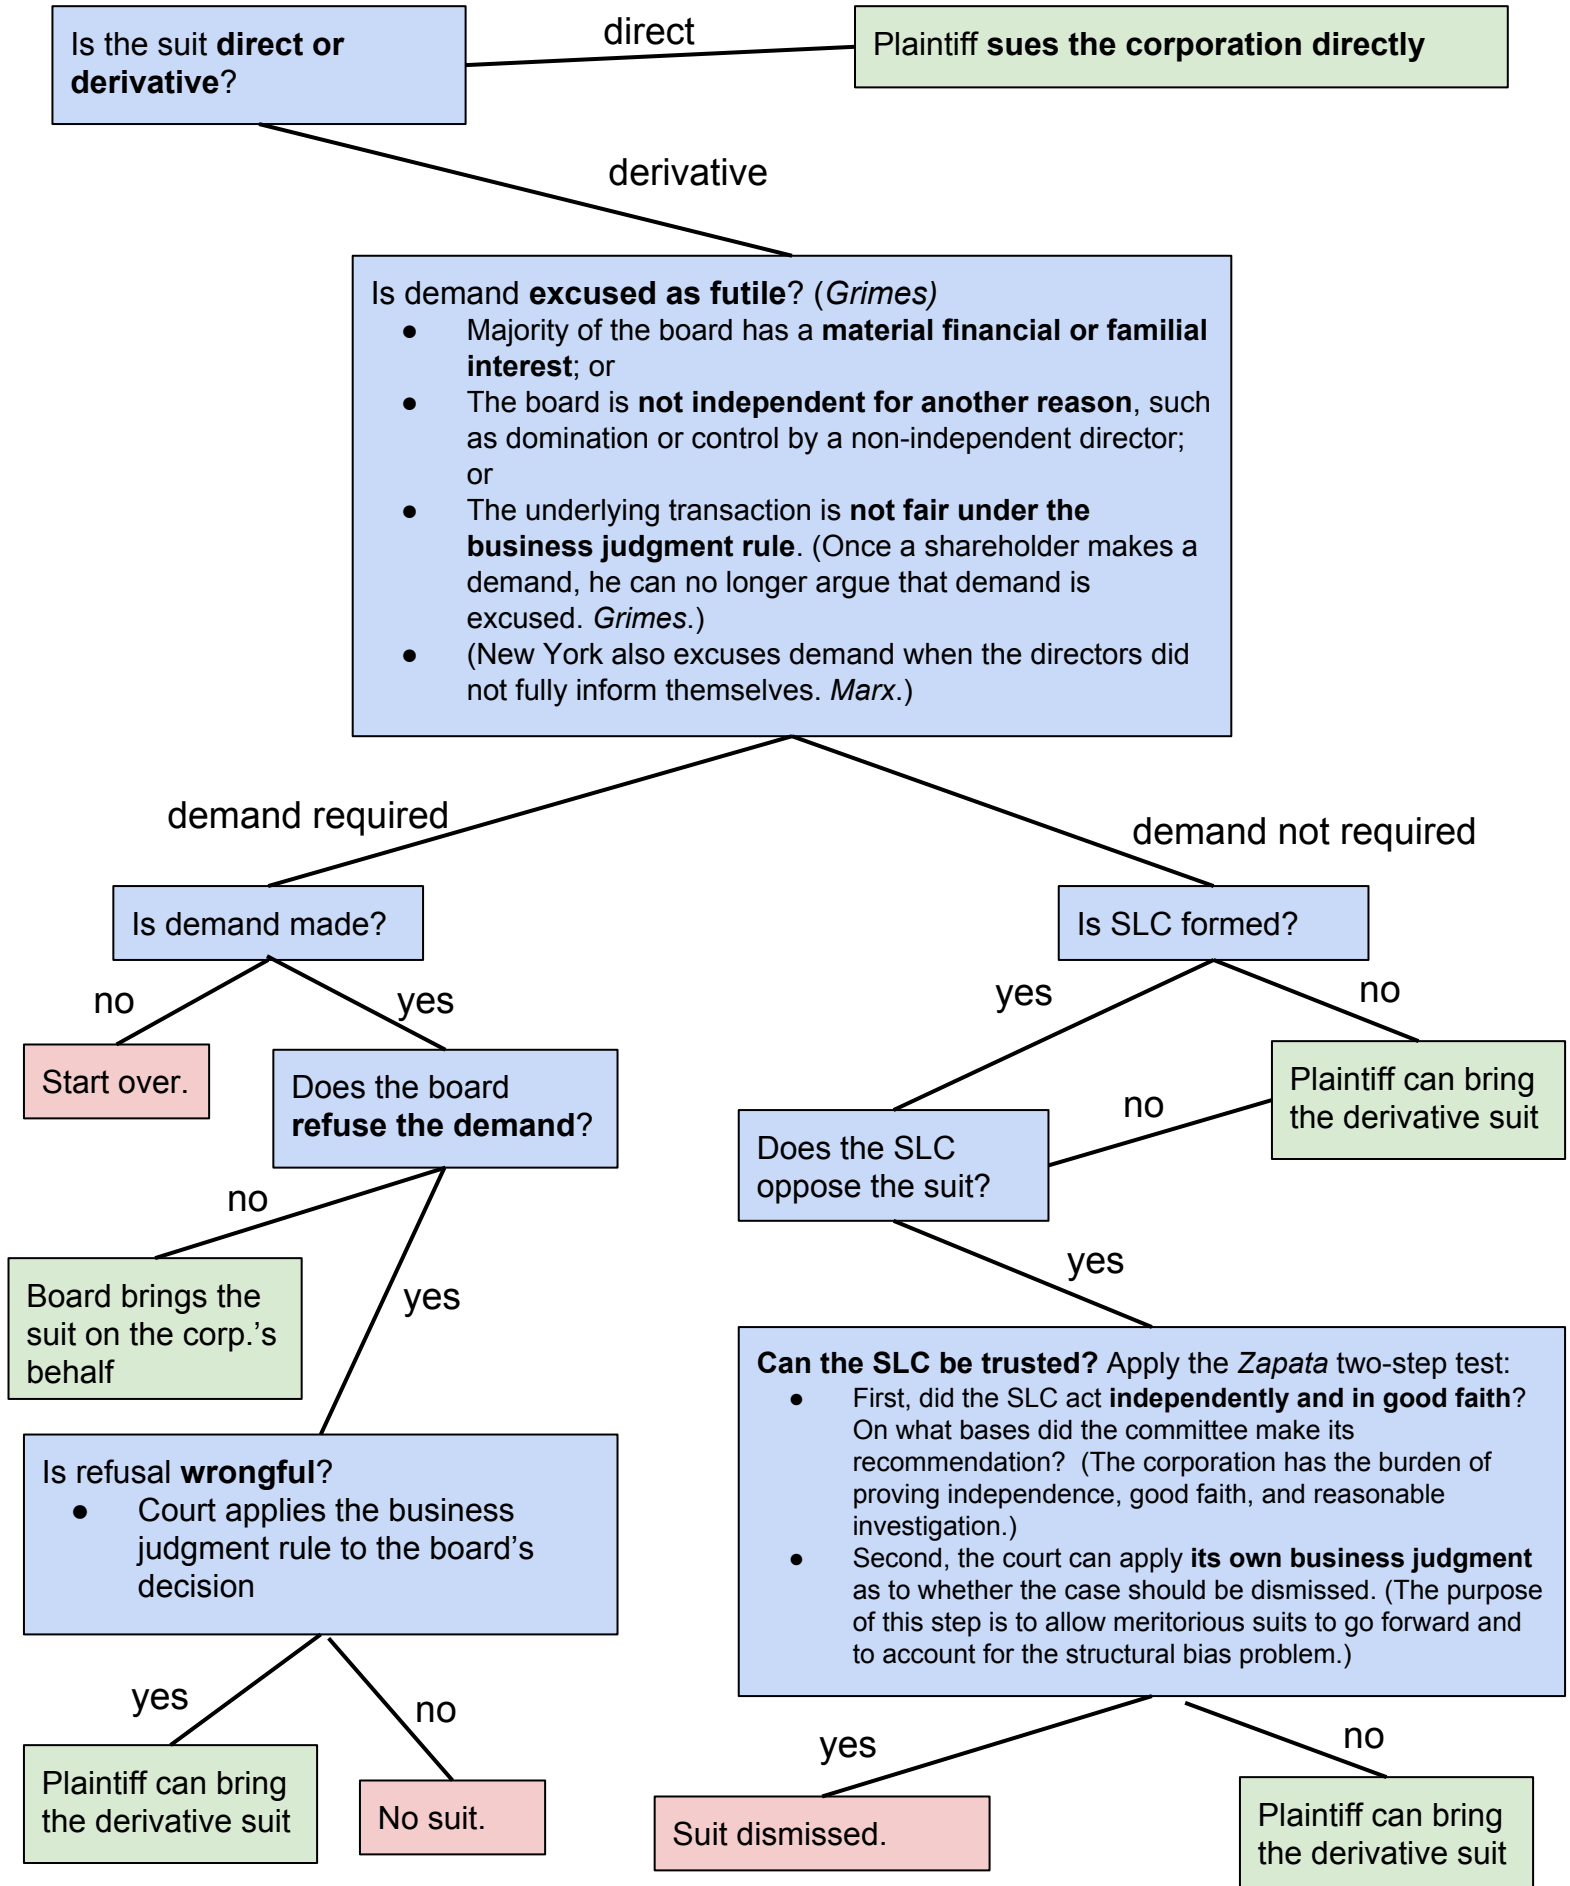 Is the suit direct or
derivative?
direct
Plaintiff sues the corporation directly
derivative
Is demand excused as futile? (Grimes)
● Majority of the board has a material financial or familial
interest; or
● The board is not independent for another reason, such
as domination or control by a non-independent director;
or
● The underlying transaction is not fair under the
business judgment rule. (Once a shareholder makes a
demand, he can no longer argue that demand is
excused. Grimes.)
● (New York also excuses demand when the directors did
not fully inform themselves. Marx.)
demand required
demand not required
Is demand made?
Is SLC formed?
no
yes
yes
no
Start over.
Does the board
refuse the demand?
Plaintiff can bring
the derivative suit
no
Does the SLC
oppose the suit?
no
yes
yes
Board brings the
suit on the corp.'s
behalf
Can the SLC be trusted? Apply the Zapata two-step test:
● First, did the SLC act independently and in good faith?
On what bases did the committee make its
recommendation?  (The corporation has the burden of
proving independence, good faith, and reasonable
investigation.)
● Second, the court can apply its own business judgment
as to whether the case should be dismissed. (The purpose
of this step is to allow meritorious suits to go forward and
to account for the structural bias problem.)
Is refusal wrongful?
● Court applies the business
judgment rule to the board's
decision
yes
no
yes
no
Plaintiff can bring
the derivative suit
No suit.
Suit dismissed.
Plaintiff can bring
the derivative suit